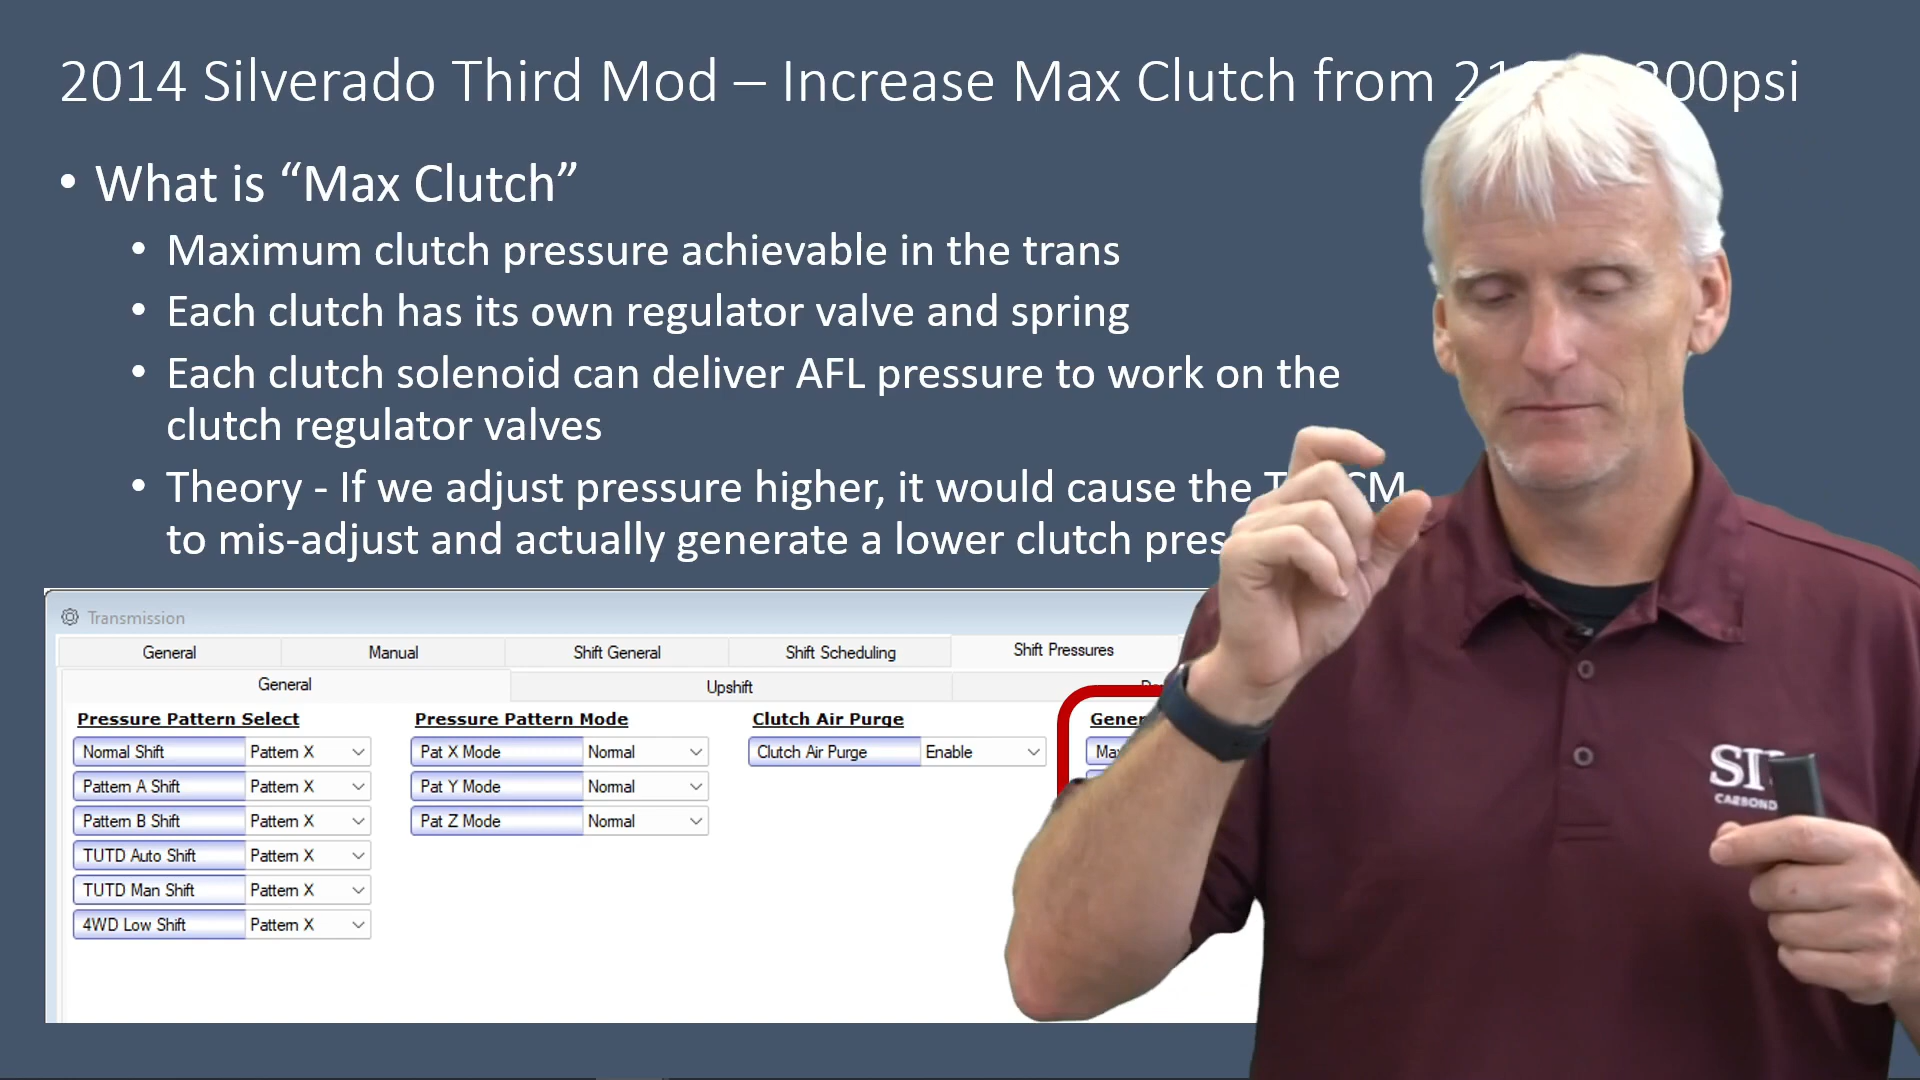 2014 Silverado Third Mod – Increase Max Clutch from 300psi
• What is “Max Clutch”
• Maximum clutch pressure achievable in the trans
• Each clutch has its own regulator valve and spring
• Each clutch solenoid can deliver AFL pressure to work on the
clutch regulator valves
• Theory - If we adjust pressure higher, it would cause the
to mis-adjust and actually generate a lower clutch
Transmission
General Manual Shift General Shift Scheduling Shift Pressures
General Upshift
Pressure Pattern Select Pressure Pattern Mode Clutch Air Purge
Normal Shift Pattern X Pat X Mode Normal Clutch Air Purge Enable
Pattern A Shift Pattern X Pat Y Mode Normal
Pattern B Shift Pattern X Pat Z Mode Normal
TUTD Auto Shift Pattern X
TUTD Man Shift Pattern X
4WD Low Shift Pattern X